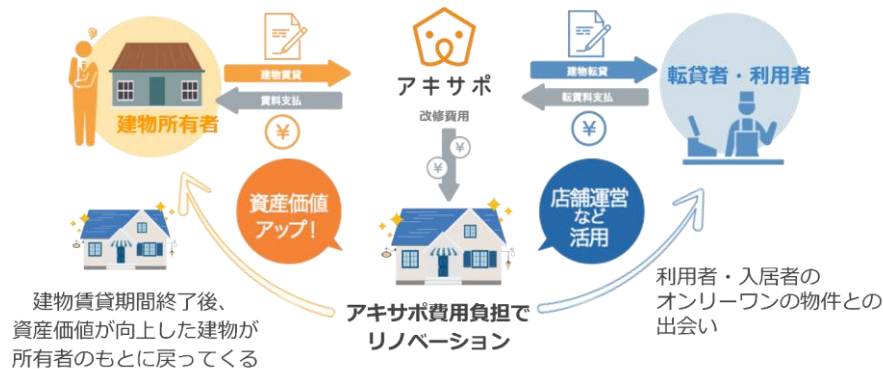 建物賃貸
賃料支払
¥
建物所有者
アキサポ
改修費用
¥
¥
建物転貸
転賃料支払
¥
転貸者・利用者
資産価値
アップ！
店舗運営
など
活用
建物賃貸期間終了後、
資産価値が向上した建物が
所有者のもとに戻ってくる
アキサポ費用負担で
リノベーション
利用者・入居者の
オンリーワンの物件との
出会い